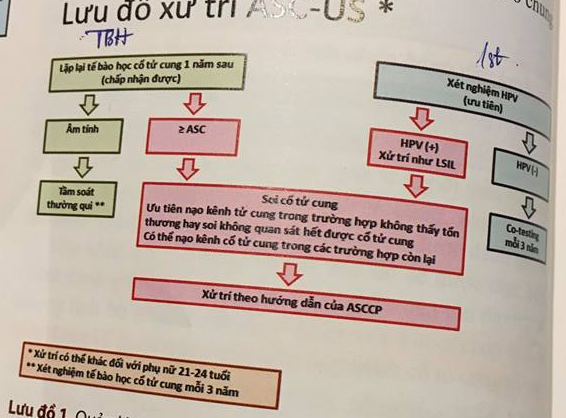 Lưu đồ xử trí ASC-US *
TBH
1st.
Lặp lại tế bào học cổ tử cung 1 năm sau
(chấp nhận được)
Xét nghiệm HPV
(ưu tiên)
Âm tính
≥ ASC
HPV (+)
Xử trí như LSIL
HPV (-)
Tầm soát
thường qui **
Soi cổ tử cung
Ưu tiên nạo kênh tử cung trong trường hợp không thấy tổn
thương hay soi không quan sát hết được cổ tử cung
Có thể nạo kênh cổ tử cung trong các trường hợp còn lại
Co-testing
mỗi 3 năm
Xử trí theo hướng dẫn của ASCCP
* Xử trí có thể khác đối với phụ nữ 21-24 tuổi
** Xét nghiệm tế bào học cổ tử cung mỗi 3 năm
Lưu đồ 1.
chung